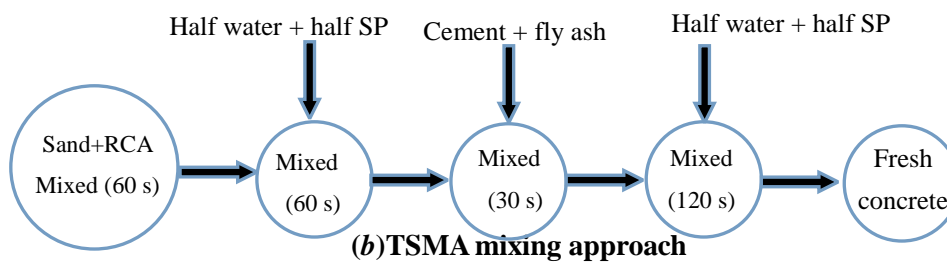 Half water + half SP
Cement + fly ash
Half water + half SP
Sand+RCA
Mixed (60 s)
Mixed
(60 s)
Mixed
(30 s)
Mixed
(120 s)
Fresh
concrete
(b)TSMA mixing approach